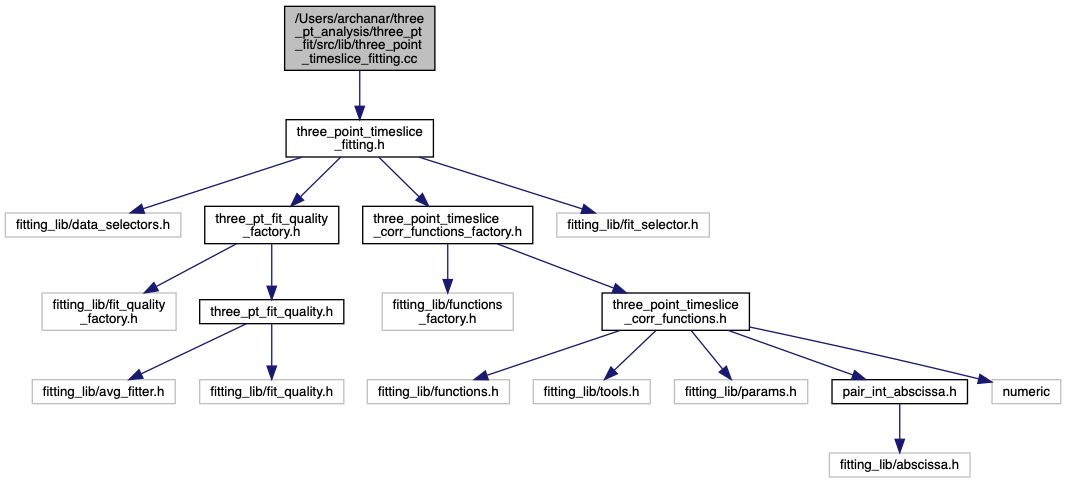 /Users/archanar/three
_pt_analysis/three_pt
_fit/src/lib/three_point
_timeslice_fitting.cc
three_point_timeslice
_fitting.h
fitting_lib/data_selectors.h
three_pt_fit_quality
_factory.h
three_point_timeslice
_corr_functions_factory.h
fitting_lib/fit_selector.h
fitting_lib/fit_quality
_factory.h
three_pt_fit_quality.h
fitting_lib/functions
_factory.h
three_point_timeslice
_corr_functions.h
fitting_lib/avg_fitter.h
fitting_lib/fit_quality.h
fitting_lib/functions.h
fitting_lib/tools.h
fitting_lib/params.h
pair_int_abscissa.h
numeric
fitting_lib/abscissa.h